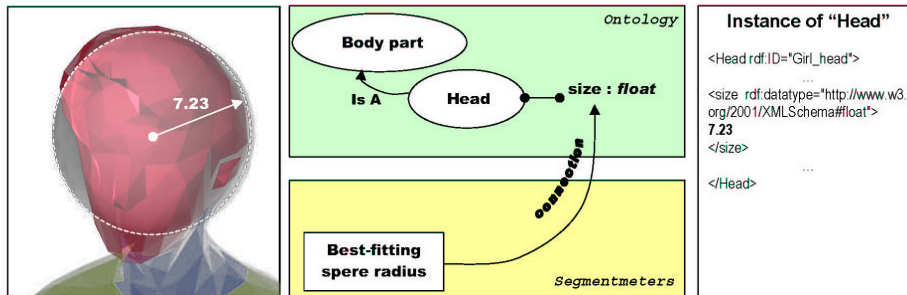 7.23
Ontology
Body part
Is A
Head
size : float
connection
Best-fitting
spere radius
Segmentmeters
Instance of “Head”
<Head rdf:ID="Girl_head">
...
<size rdf:datatype="http://www.w3.
org/2001/XMLSchema#float">
7.23
</size>
...
</Head>